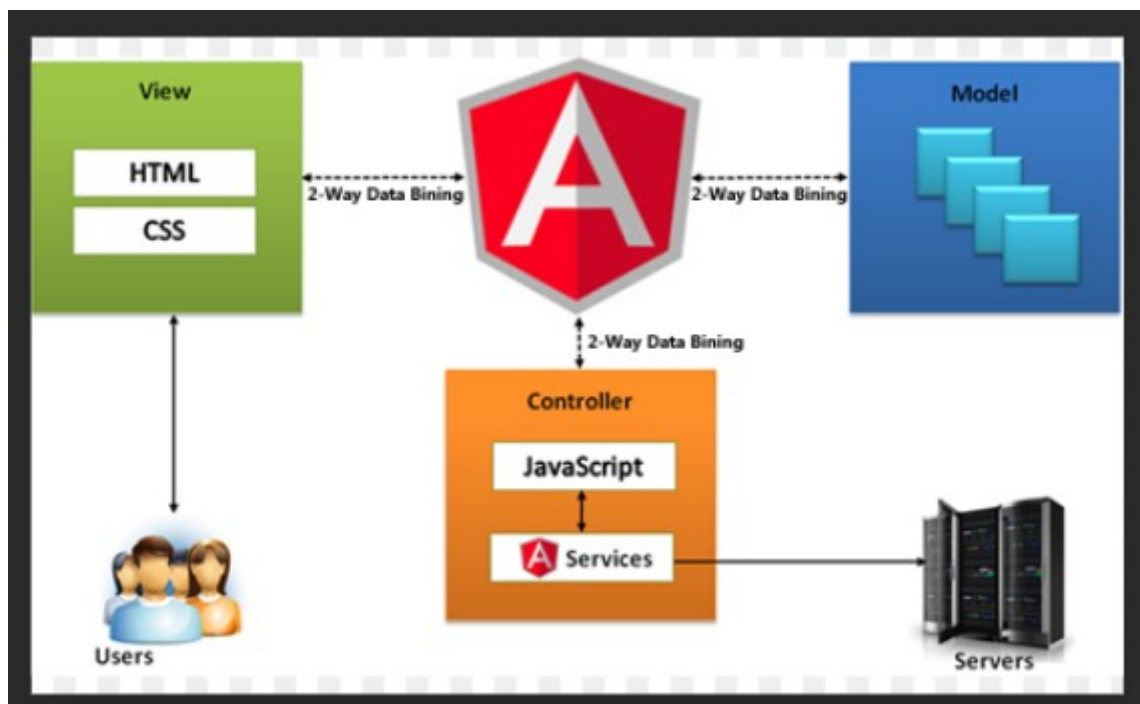 View
HTML
CSS
2-Way Data Bining
2-Way Data Bining
Model
2-Way Data Bining
Controller
JavaScript
Services
Users
Servers